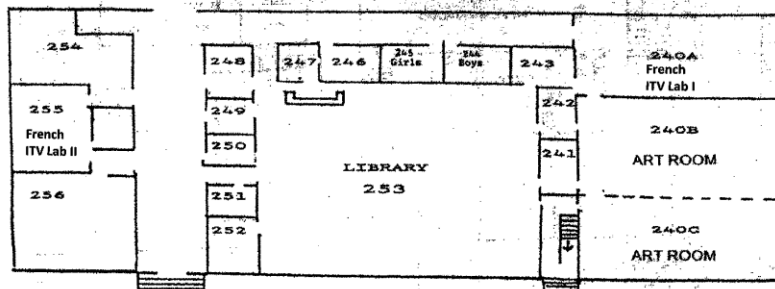 254
248
247
246
245
Girls
244
Boys
243
240A
French
ITV Lab I
255
French
ITV Lab II
249
242
250
241
240B
ART ROOM
LIBRARY
253
256
251
252
240C
ART ROOM